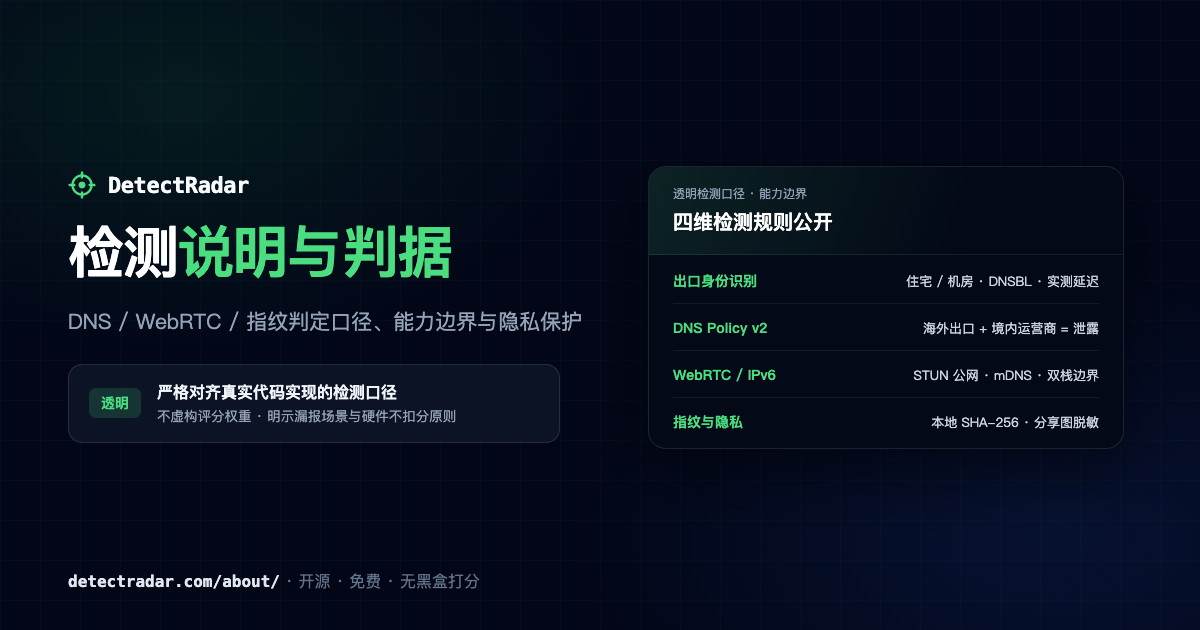 DetectRadar
检测说明与判据
DNS / WebRTC / 指纹判定口径、能力边界与隐私保护
透明
严格对齐真实代码实现的检测口径
不虚构评分权重 · 明示漏报场景与硬件不扣分原则
透明检测口径 · 能力边界
四维检测规则公开
出口身份识别 住宅 / 机房 · DNSBL · 实测延迟
DNS Policy v2 海外出口 + 境内运营商 = 泄露
WebRTC / IPv6 STUN 公网 · mDNS · 双栈边界
指纹与隐私 本地 SHA-256 · 分享图脱敏
detectradar.com/about/ · 开源 · 免费 · 无黑盒打分